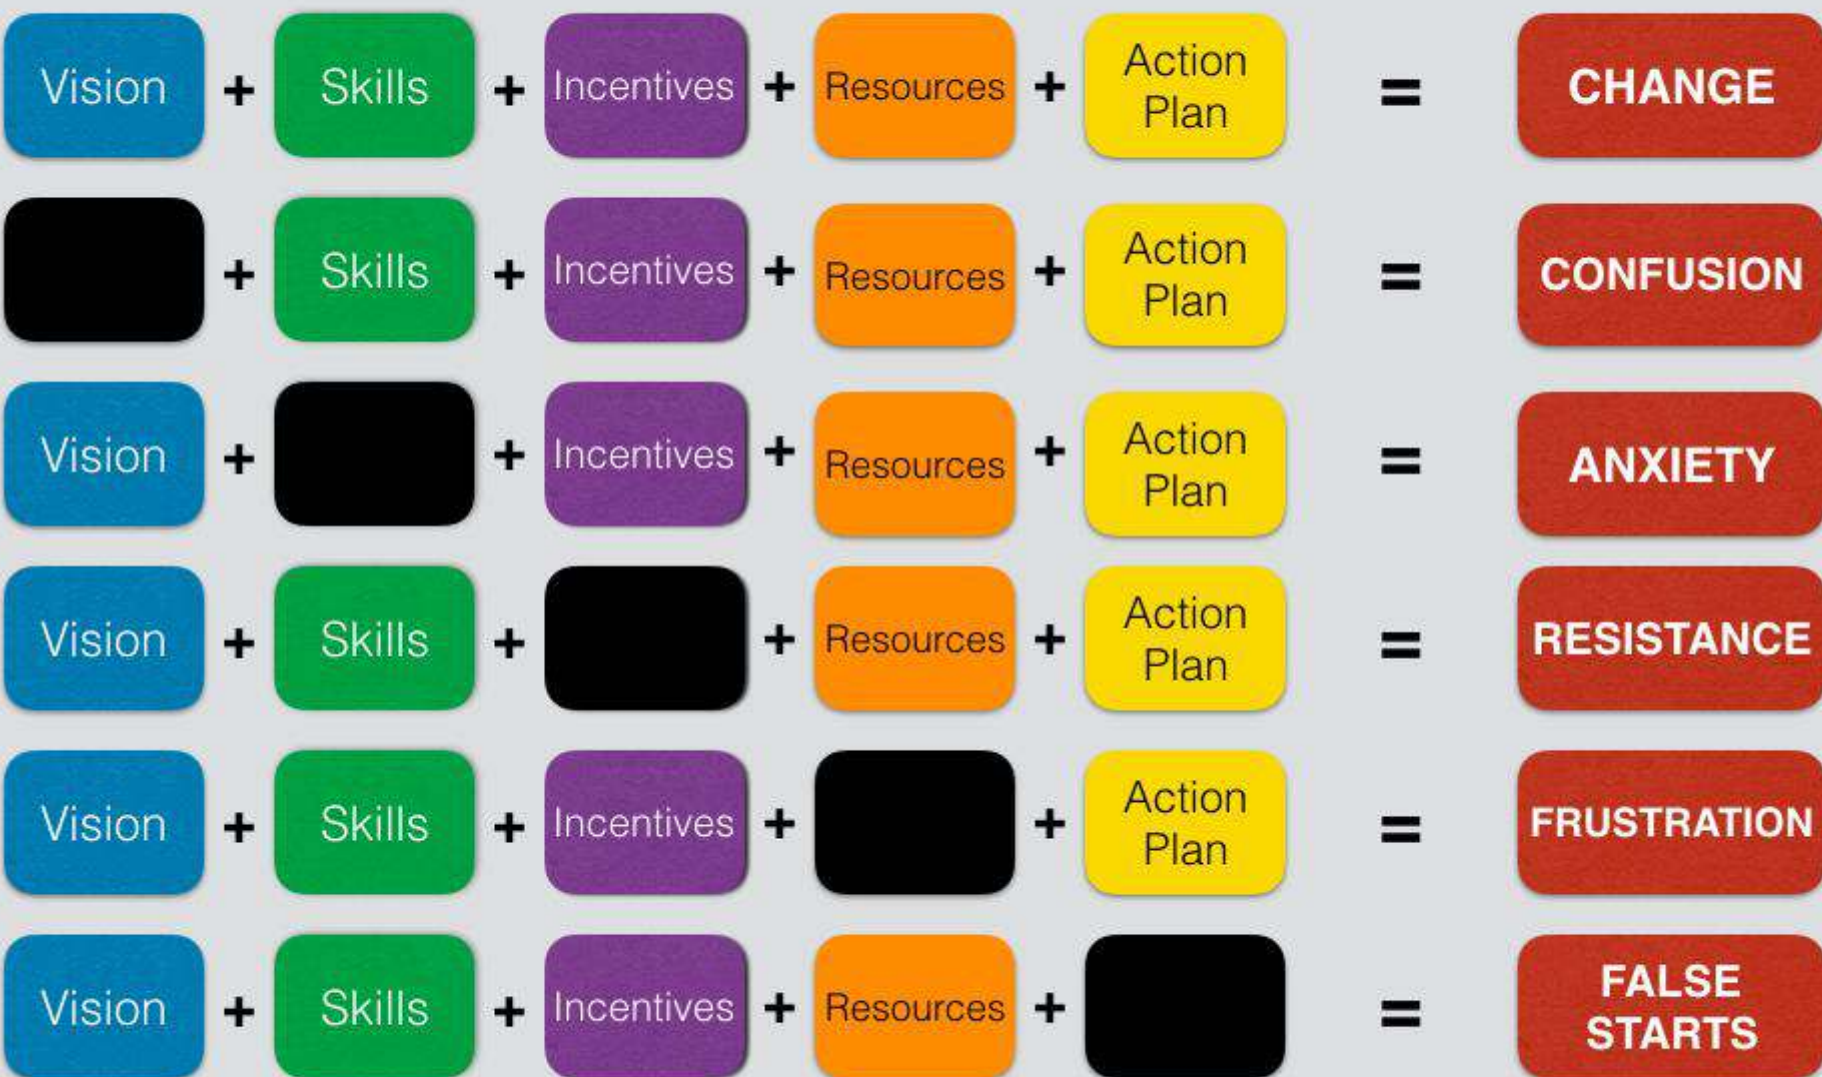 Vision + Skills + Incentives + Resources + Action Plan = CHANGE
+ Skills + Incentives + Resources + Action Plan = CONFUSION
Vision + + Incentives + Resources + Action Plan = ANXIETY
Vision + Skills + + Resources + Action Plan = RESISTANCE
Vision + Skills + Incentives + + Action Plan = FRUSTRATION
Vision + Skills + Incentives + Resources + = FALSE STARTS